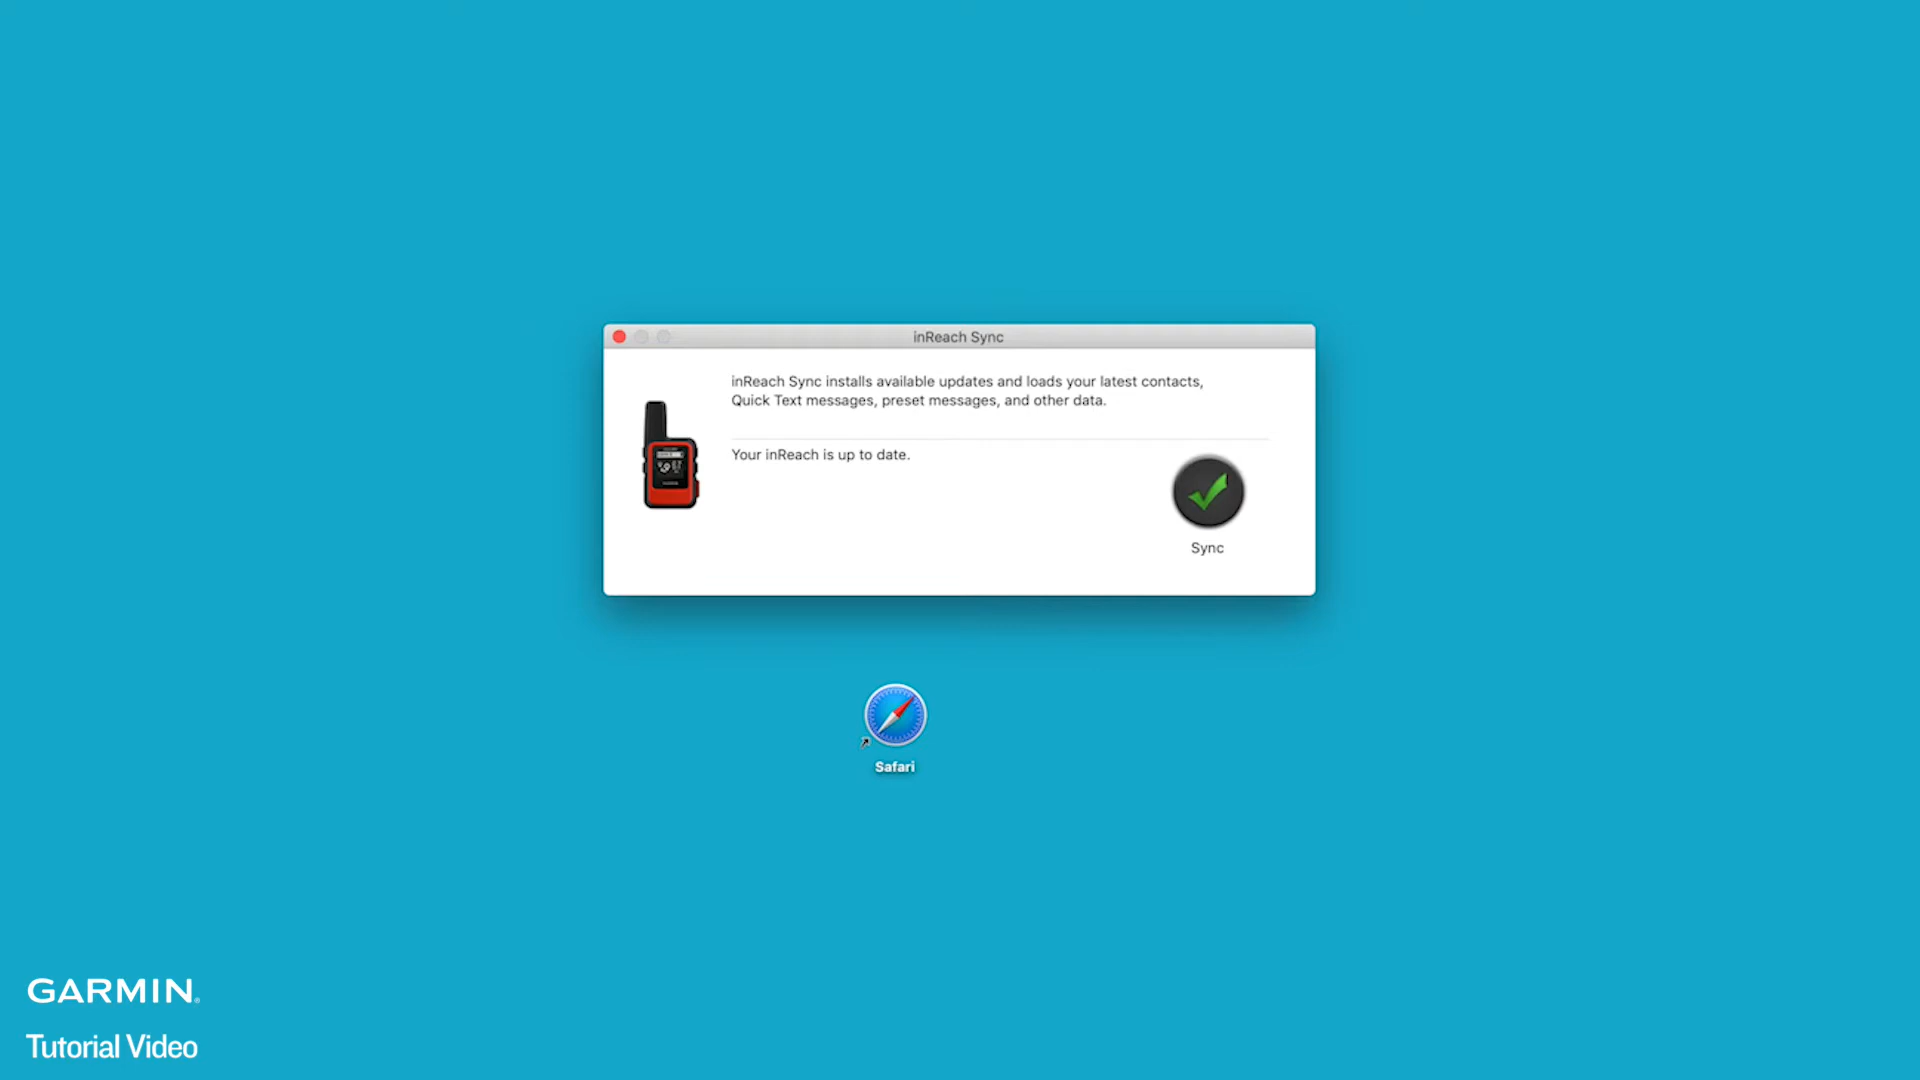 inReach Sync
inReach Sync installs available updates and loads your latest contacts,
Quick Text messages, preset messages, and other data.
Your inReach is up to date.
Sync
Safari
GARMIN®
Tutorial Video